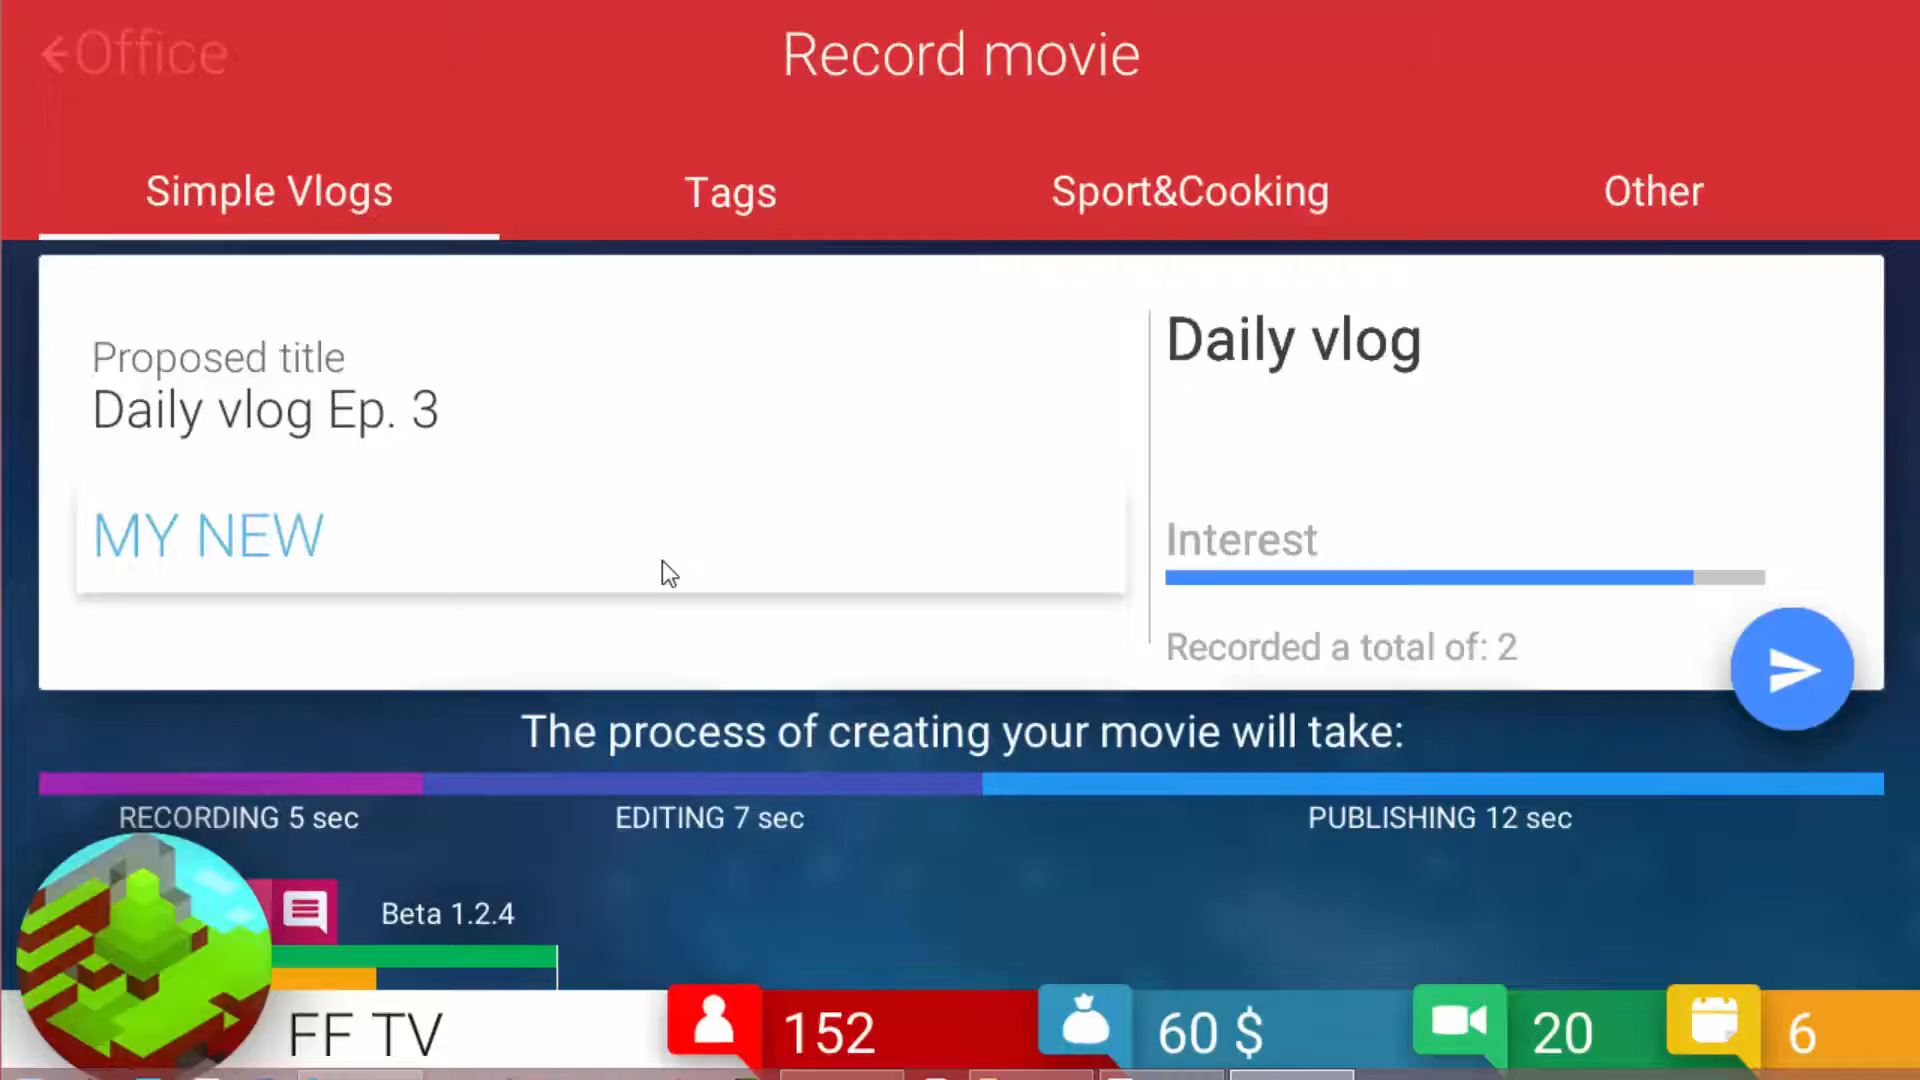 Office
Record movie
Simple Vlogs
Tags
Sport&Cooking
Other
Proposed title
Daily vlog Ep. 3
MY NEW
Daily vlog
Interest
Recorded a total of: 2
The process of creating your movie will take:
RECORDING 5 sec
EDITING 7 sec
PUBLISHING 12 sec
Beta 1.2.4
FF TV
152
60 $
20
6